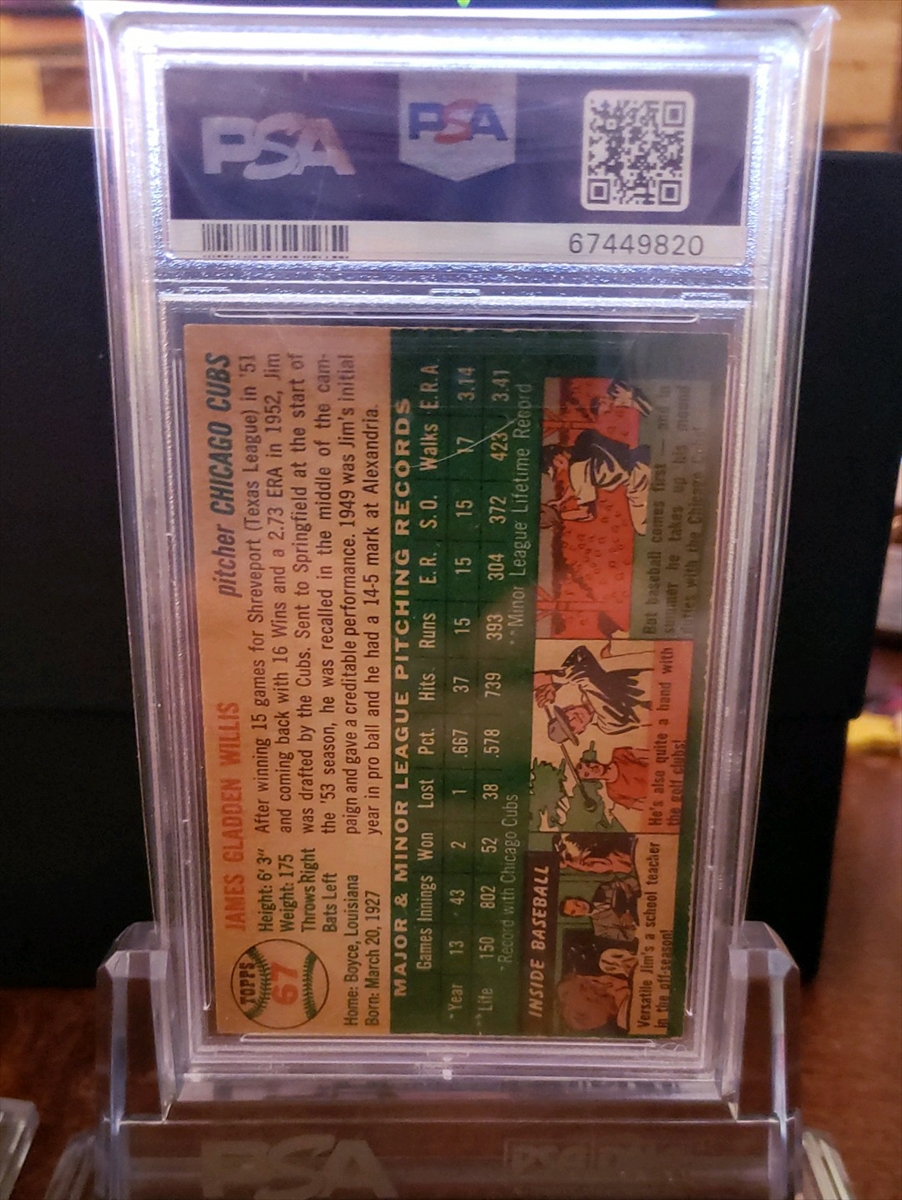 PSA
PSA
67449820
TOPPS
67
JAMES GLADDEN WILLIS
pitcher CHICAGO CUBS
Height: 6'3"
Weight: 175
Throws Right
Bats Left
Home: Boyce, Louisiana
Born: March 20, 1927
After winning 15 games for Shreveport (Texas League) in '51
and coming back with 16 Wins and a 2.73 ERA in 1952, Jim
was drafted by the Cubs. Sent to Springfield at the start of
the '53 season, he was recalled in the middle of the cam-
paign and gave a creditable performance. 1949 was Jim's initial
year in pro ball and he had a 14-5 mark at Alexandria.
MAJOR & MINOR LEAGUE PITCHING RECORDS
Games Innings Won Lost Pct. Hits Runs E.R. S.O. Walks E.R.A
*Year 13 43 2 1 .667 37 15 15 15 17 3.14
**Life 150 802 52 38 .578 739 393 304 372 423 3.41
*Record with Chicago Cubs **Minor League Lifetime Record
INSIDE BASEBALL
Versatile Jim's a school teacher
in the off-season!
He's also quite a band with
the golf clubs!
But baseball comes first — and in
summer he takes up his mound
duties with the Chicago
PSA